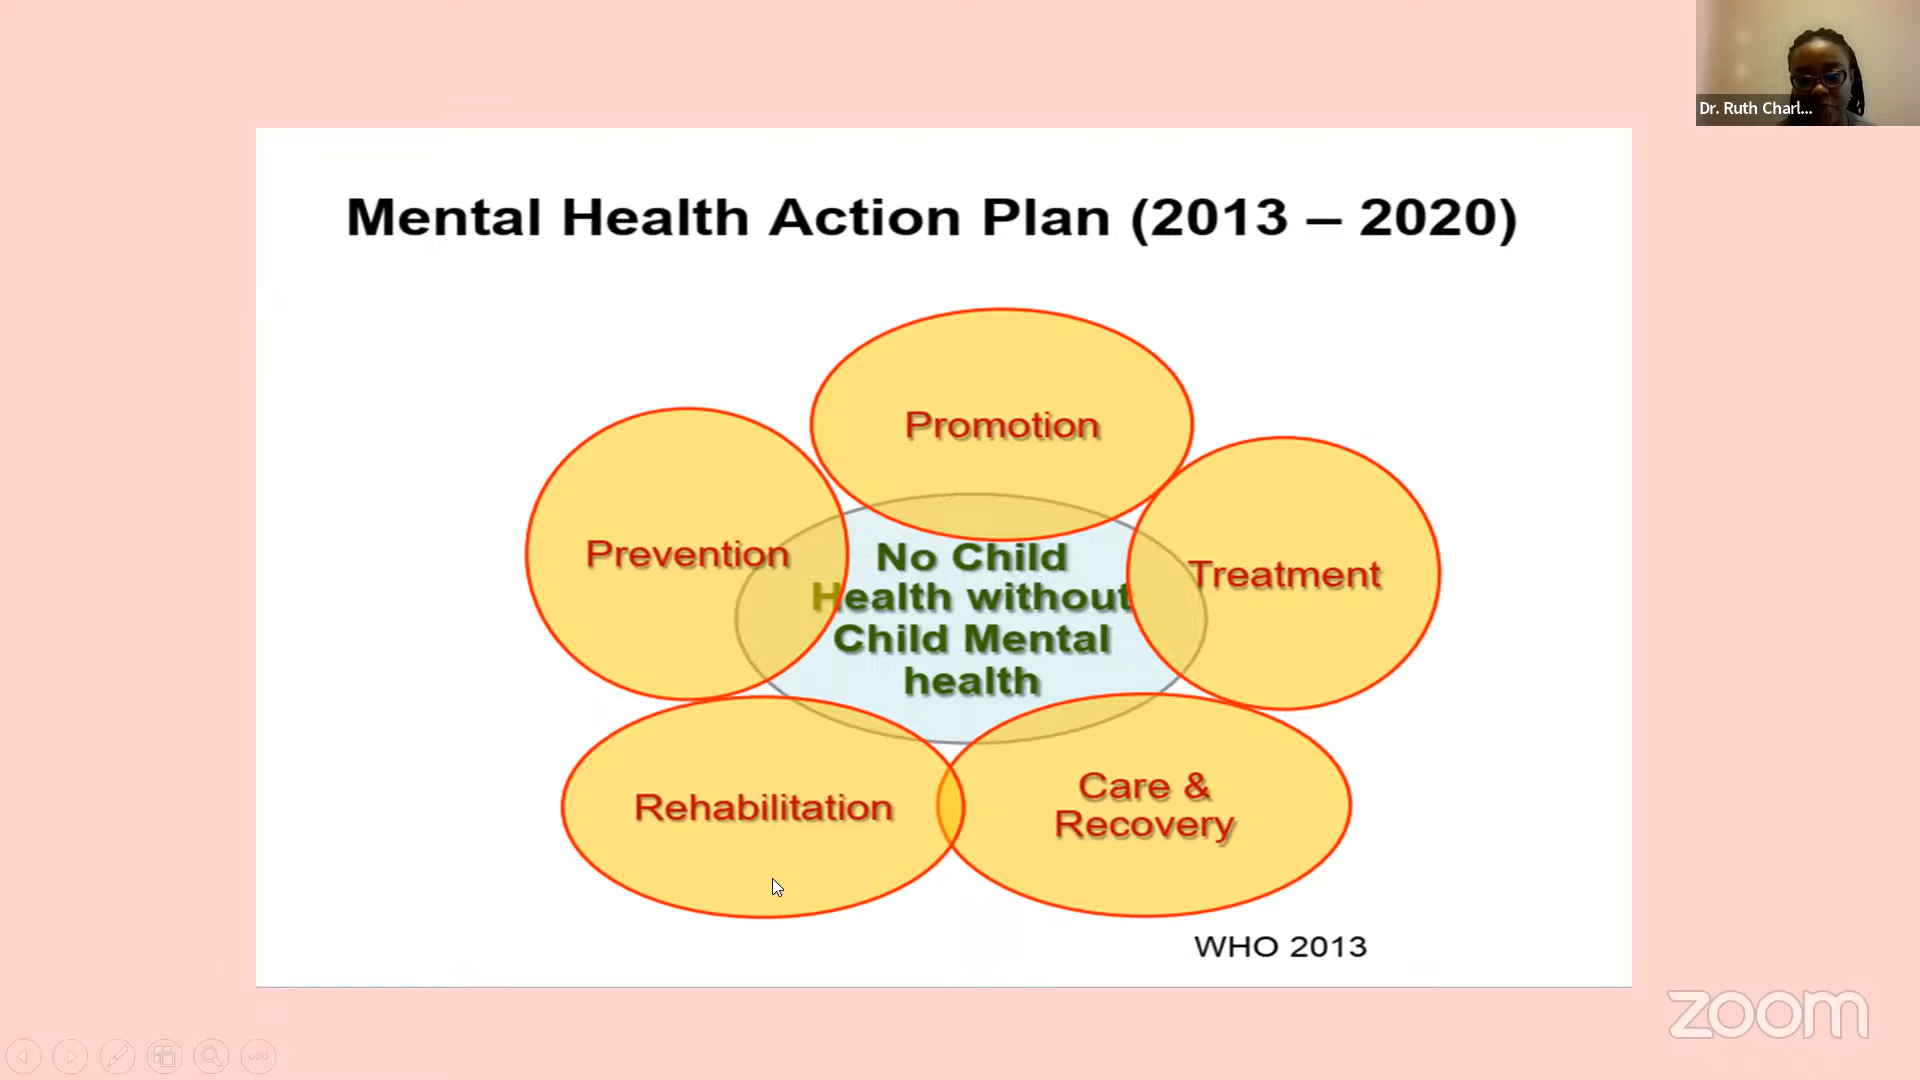 Dr. Ruth Charl...
Mental Health Action Plan (2013 – 2020)
Promotion
Prevention
Treatment
No Child
Health without
Child Mental
health
Rehabilitation
Care &
Recovery
WHO 2013
zoom